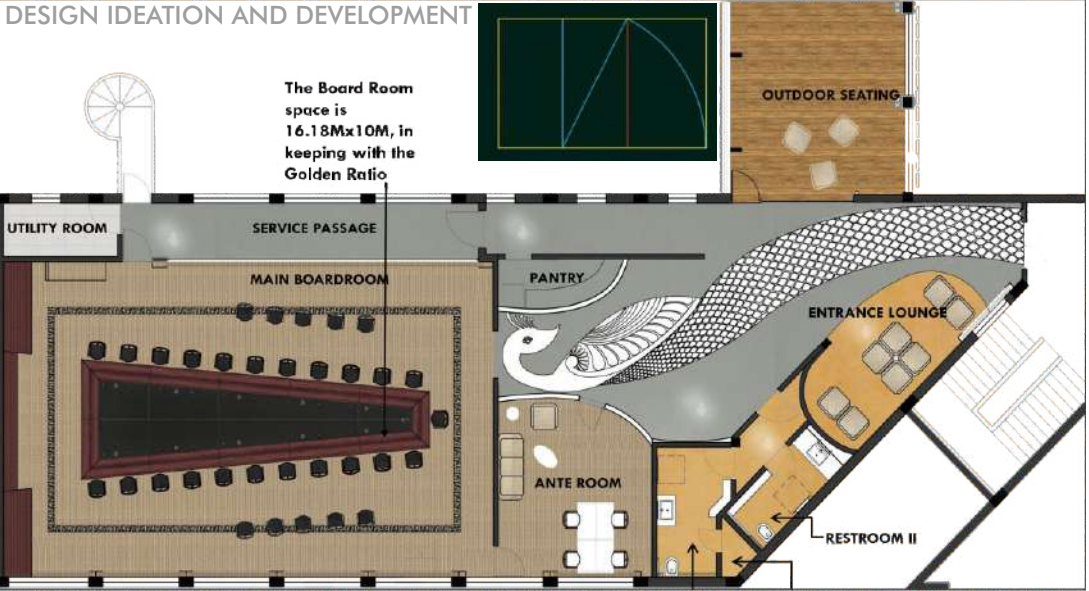 DESIGN IDEATION AND DEVELOPMENT
The Board Room
space is
16.18Mx10M, in
keeping with the
Golden Ratio
OUTDOOR SEATING
UTILITY ROOM
SERVICE PASSAGE
MAIN BOARDROOM
PANTRY
ENTRANCE LOUNGE
ANTE ROOM
RESTROOM II